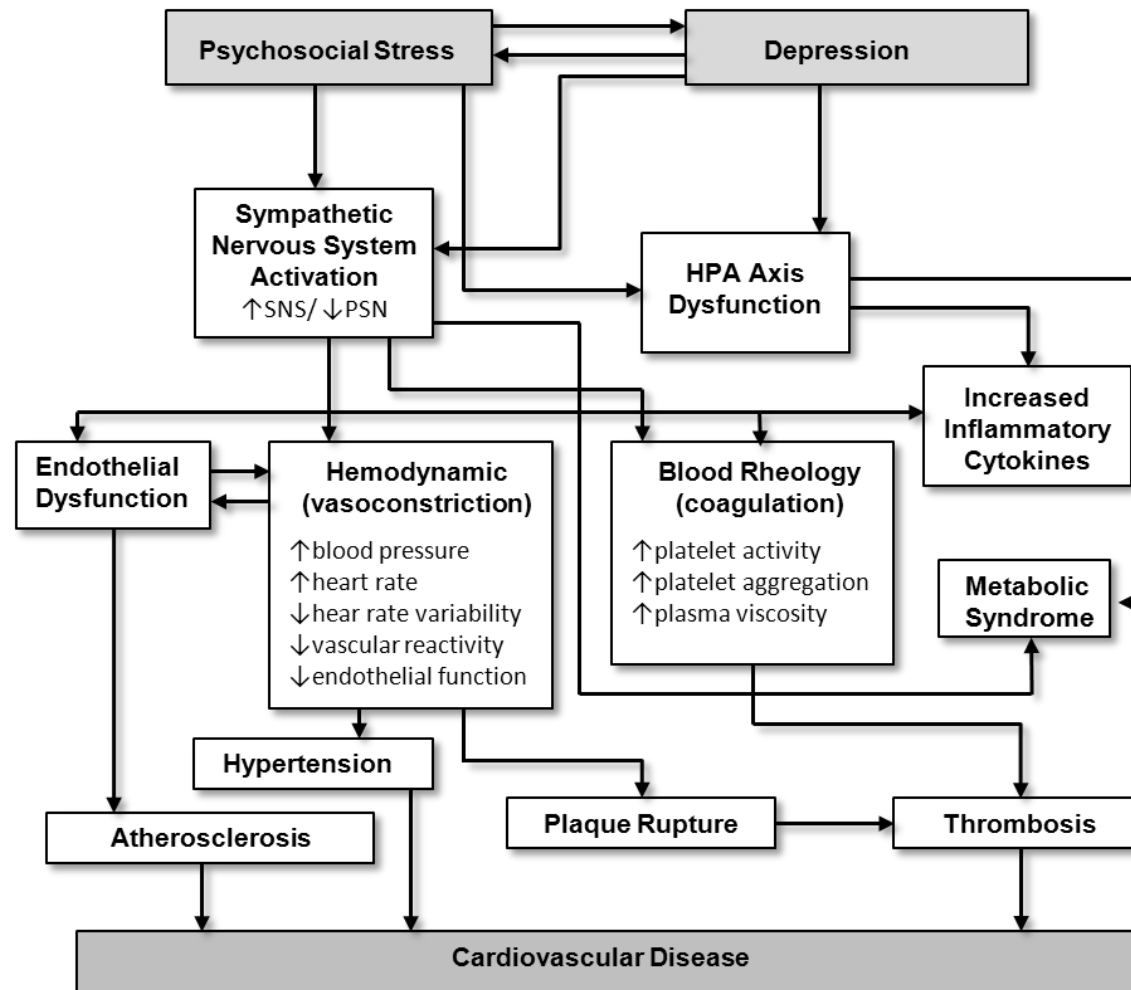 Psychosocial Stress
Depression
Sympathetic
Nervous System
Activation
↑SNS/ ↓PSN
HPA Axis
Dysfunction
Increased
Inflammatory
Cytokines
Endothelial
Dysfunction
Hemodynamic
(vasoconstriction)
↑blood pressure
↑heart rate
↓hear rate variability
↓vascular reactivity
↓endothelial function
Blood Rheology
(coagulation)
↑platelet activity
↑platelet aggregation
↑plasma viscosity
Metabolic
Syndrome
Hypertension
Atherosclerosis
Plaque Rupture
Thrombosis
Cardiovascular Disease